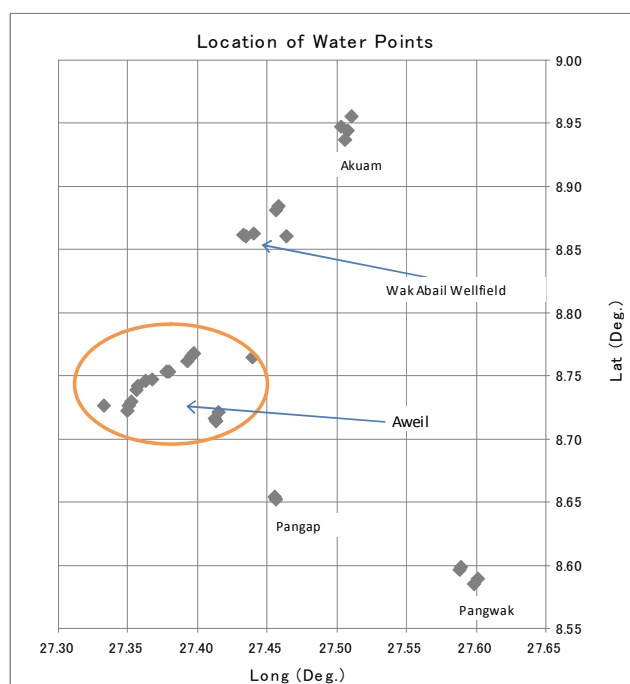 Location of Water Points
9.00
8.95
Akuam
8.90
8.85
Wak Abail Wellfield
8.80
8.75
Aweil
8.70
8.65
Pangap
8.60
Pangwak
8.55
27.30 27.35 27.40 27.45 27.50 27.55 27.60 27.65
Long (Deg.)
Lat (Deg.)